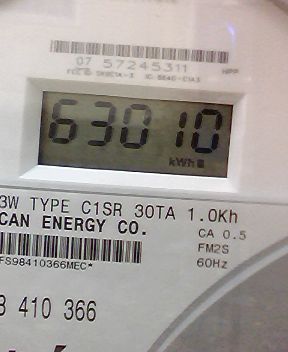 07 57245311
63010
kWh
3W TYPE C1SR 30TA 1.0Kh
CAN ENERGY CO.
CA 0.5
FM2S
60Hz
FS98410366MEC*
410 366